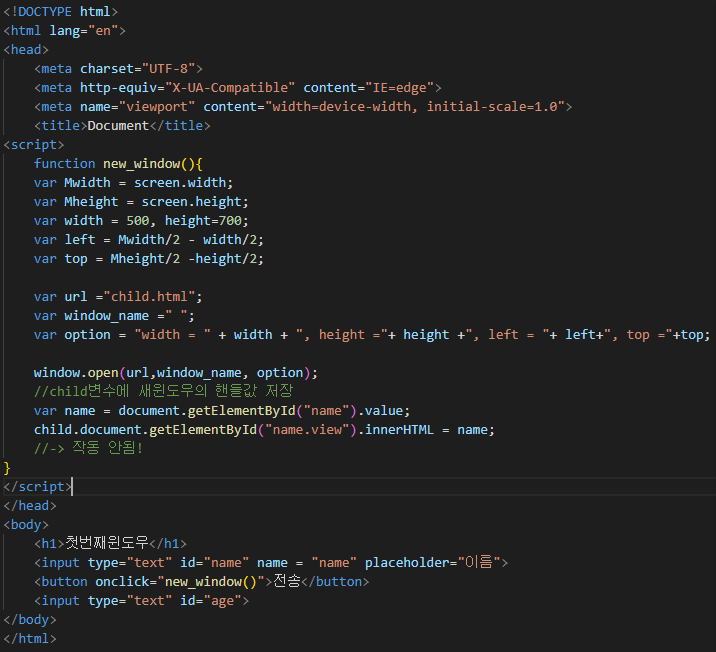 <!DOCTYPE html>
<html lang="en">
<head>
    <meta charset="UTF-8">
    <meta http-equiv="X-UA-Compatible" content="IE=edge">
    <meta name="viewport" content="width=device-width, initial-scale=1.0">
    <title>Document</title>
<script>
    function new_window(){
    var Mwidth = screen.width;
    var Mheight = screen.height;
    var width = 500, height=700;
    var left = Mwidth/2 - width/2;
    var top = Mheight/2 -height/2;

    var url ="child.html";
    var window_name =" ";
    var option = "width = " + width + ", height ="+ height +", left = "+ left+", top ="+top;

    window.open(url,window_name, option);
    //child변수에 새윈도우의 핸들값 저장
    var name = document.getElementById("name").value;
    child.document.getElementById("name.view").innerHTML = name;
    //-> 작동 안됨!
}
</script>
</head>
<body>
    <h1>첫번째윈도우</h1>
    <input type="text" id="name" name = "name" placeholder="이름">
    <button onclick="new_window()">전송</button>
    <input type="text" id="age">
</body>
</html>